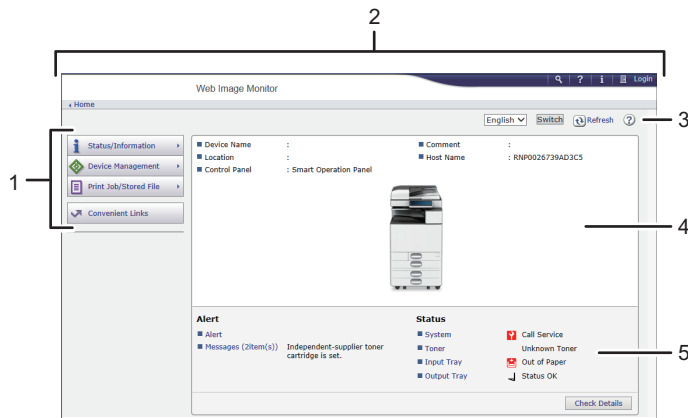 2
Web Image Monitor
? i Login
Home
English Switch Refresh ? 3
1
Status/Information
Device Management
Print Job/Stored File
Convenient Links
Device Name : Comment :
Location : Host Name : RNP0026739AD3C5
Control Panel : Smart Operation Panel
4
Alert Status
Alert System Call Service
Messages (2item(s)) Independent-supplier toner Toner Unknown Toner
cartridge is set. Input Tray Out of Paper 5
Output Tray Status OK
Check Details